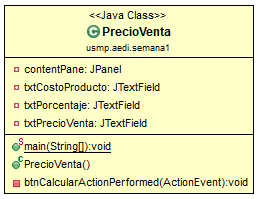 <<Java Class>>
PrecioVenta
usmp.aedi.semana1
contentPane: JPanel
txtCostoProducto: JTextField
txtPorcentaje: JTextField
txtPrecioVenta: JTextField
main(String[]):void
PrecioVenta()
btnCalcularActionPerformed(ActionEvent):void